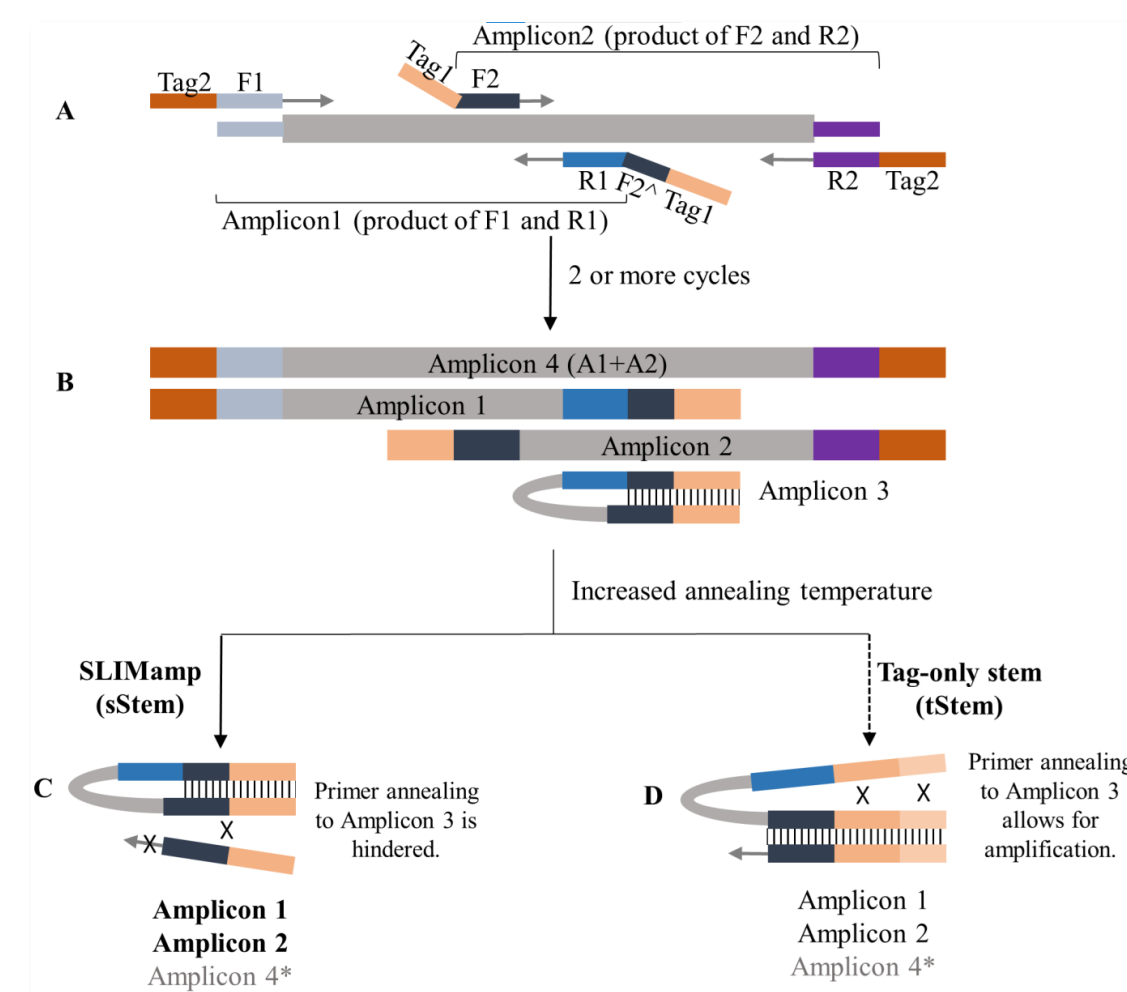 Amplicon2 (product of F2 and R2)
Tag2 F1 Tag1 F2
A
R1 F2^ Tag1 R2 Tag2
Amplicon1 (product of F1 and R1)
2 or more cycles
B
Amplicon 4 (A1+A2)
Amplicon 1
Amplicon 2
Amplicon 3
Increased annealing temperature
SLIMamp
(sStem)
Tag-only stem
(tStem)
C
X
X
Primer annealing
to Amplicon 3 is
hindered.
Amplicon 1
Amplicon 2
Amplicon 4*
D
X X
Primer annealing
to Amplicon 3
allows for
amplification.
Amplicon 1
Amplicon 2
Amplicon 4*